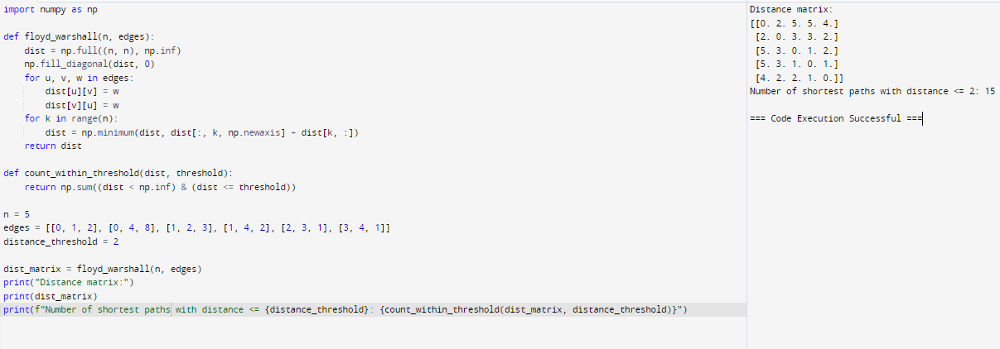 import numpy as np

def floyd_warshall(n, edges):
    dist = np.full((n, n), np.inf)
    np.fill_diagonal(dist, 0)
    for u, v, w in edges:
        dist[u][v] = w
        dist[v][u] = w
    for k in range(n):
        dist = np.minimum(dist, dist[:, k, np.newaxis] + dist[k, :])
    return dist

def count_within_threshold(dist, threshold):
    return np.sum((dist < np.inf) & (dist <= threshold))

n = 5
edges = [[0, 1, 2], [0, 4, 8], [1, 2, 3], [1, 4, 2], [2, 3, 1], [3, 4, 1]]
distance_threshold = 2

dist_matrix = floyd_warshall(n, edges)
print("Distance matrix:")
print(dist_matrix)
print(f"Number of shortest paths with distance <= {distance_threshold}: {count_within_threshold(dist_matrix, distance_threshold)}")

Distance matrix:
[[0. 2. 5. 5. 4.]
 [2. 0. 3. 3. 2.]
 [5. 3. 0. 1. 2.]
 [5. 3. 1. 0. 1.]
 [4. 2. 2. 1. 0.]]
Number of shortest paths with distance <= 2: 15

=== Code Execution Successful ===